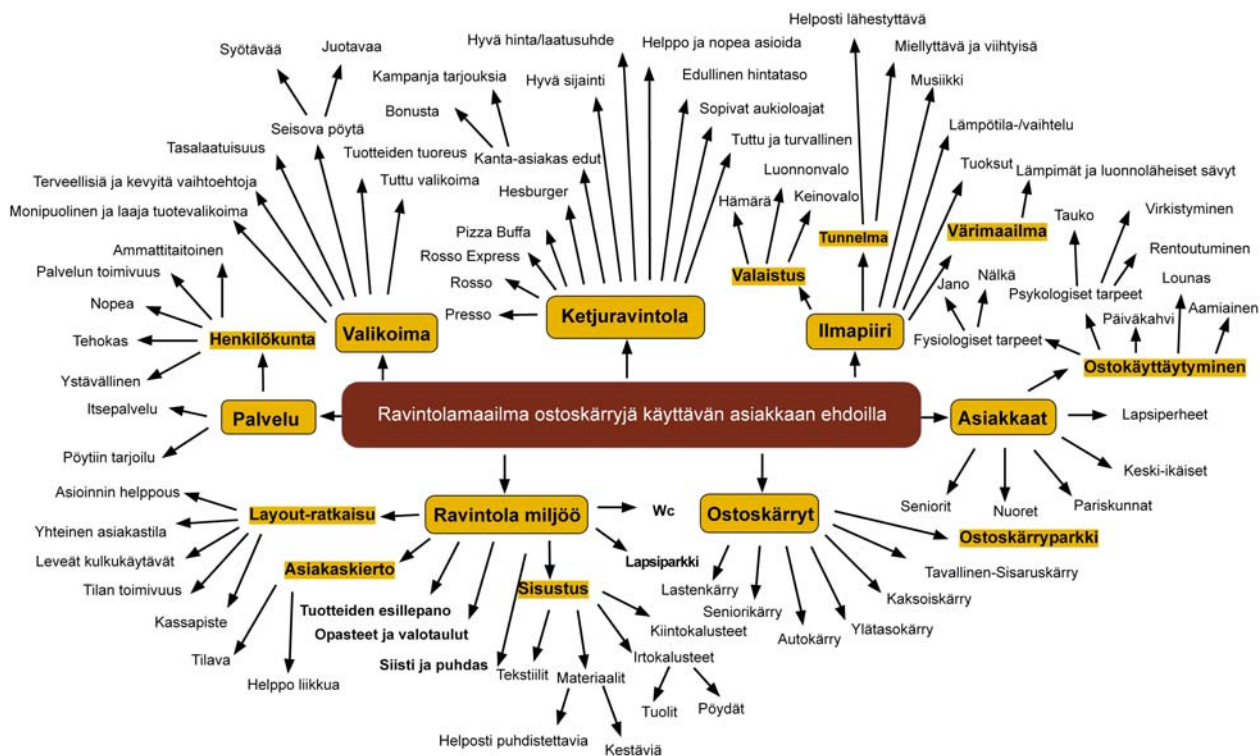 Helposti lähestyttävä
Syötävää
Juotavaa
Hyvä hinta/laatusuhde
Helppo ja nopea asioida
Miellyttävä ja viihtyisä
Kampanja tarjouksia
Hyvä sijainti
Edullinen hintataso
Musiikki
Bonusta
Sopivat aukioloajat
Seisova pöytä
Lämpötila-/vaihtelu
Tasalaatuisuus
Tuotteiden tuoreus
Kanta-asiakas edut
Tuttu ja turvallinen
Tuoksut
Terveellisiä ja kevyitä vaihtoehtoja
Tuttu valikoima
Hesburger
Luonnonvalo
Lämpimät ja luonnoläheiset sävyt
Monipuolinen ja laaja tuotevalikoima
Hämärä
Keinovalo
Tauko
Virkistyminen
Ammattitaitoinen
Pizza Buffa
Tunnelma
Värimaailma
Palvelun toimivuus
Rosso Express
Valaistus
Rentoutuminen
Nopea
Rosso
Jano
Nälkä
Psykologiset tarpeet
Lounas
Presso
Ketjuravintola
Ilmapiiri
Päiväkahvi
Aamiainen
Tehokas
Henkilökunta
Valikoima
Fysiologiset tarpeet
Ystävällinen
Ostokäyttäytyminen
Itsepalvelu
Palvelu
Ravintolamaailma ostoskärryjä käyttävän asiakkaan ehdoilla
Asiakkaat
Lapsiperheet
Pöytiin tarjoilu
Keski-ikäiset
Asioinnin helppous
Seniorit
Nuoret
Pariskunnat
Layout-ratkaisu
Ravintola miljöö
Wc
Ostoskärryt
Yhteinen asiakastila
Ostoskärryparkki
Leveät kulkukäytävät
Asiakaskierto
Lapsiparkki
Tavallinen-Sisaruskärry
Tilan toimivuus
Sisustus
Lastenkärry
Kaksoiskärry
Kassapiste
Tuotteiden esillepano
Seniorikärry
Opasteet ja valotaulut
Kiintokalusteet
Autokärry
Ylätasokärry
Tilava
Siisti ja puhdas
Irtokalusteet
Helppo liikkua
Tekstiilit
Materiaalit
Tuolit
Pöydät
Helposti puhdistettavia
Kestäviä